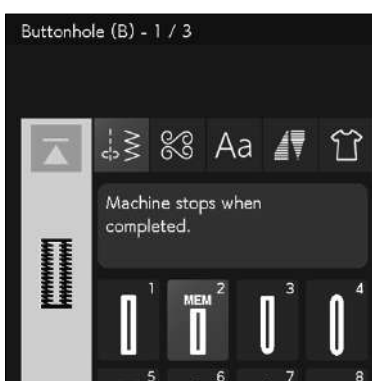 Buttonhole (B) - 1 / 3
Aa
Machine stops when
completed.
1 MEM 2 3 4
5 6 7 8